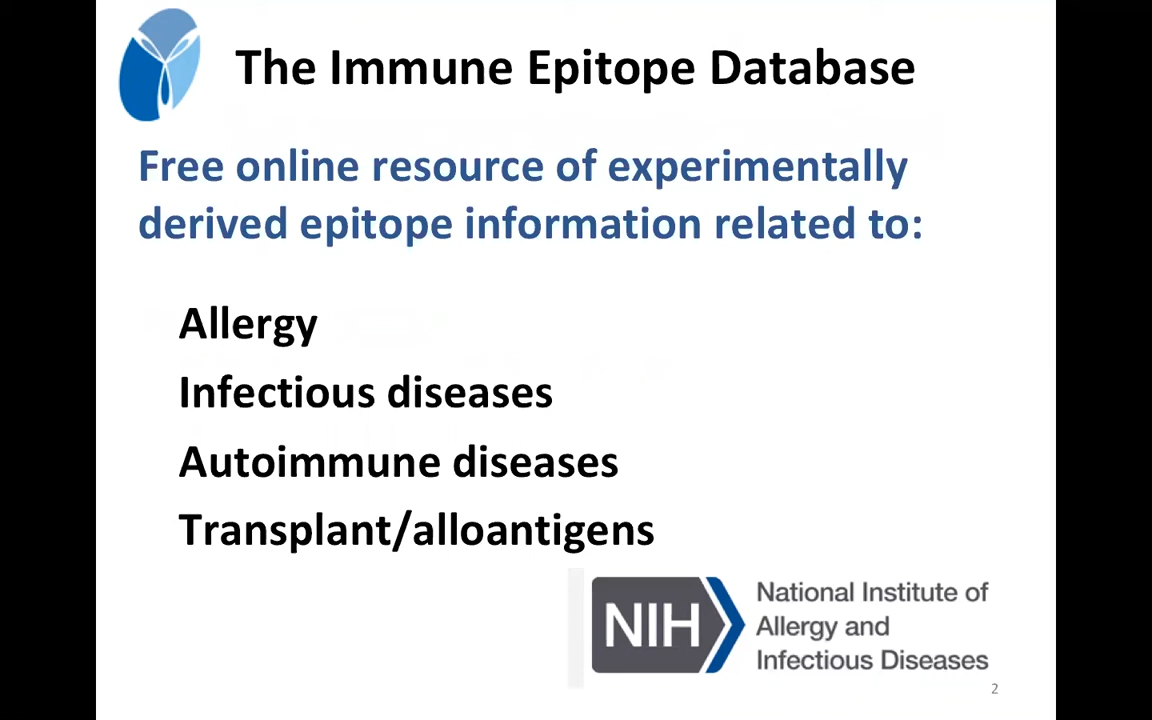 The Immune Epitope Database
Free online resource of experimentally
derived epitope information related to:
Allergy
Infectious diseases
Autoimmune diseases
Transplant/alloantigens
NIH
National Institute of
Allergy and
Infectious Diseases
2